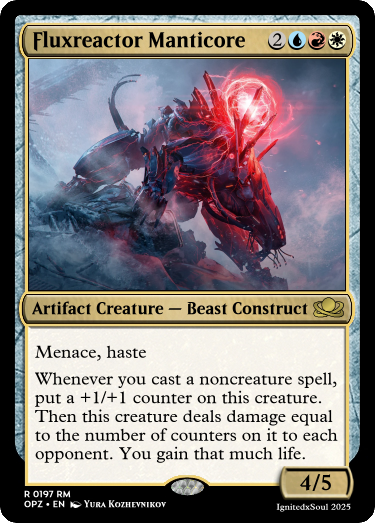 Fluxreactor Manticore 2
Artifact Creature — Beast Construct
Menace, haste
Whenever you cast a noncreature spell,
put a +1/+1 counter on this creature.
Then this creature deals damage equal
to the number of counters on it to each
opponent. You gain that much life.
4/5
R 0197 RM
OPZ • EN Yura Kozhevnikov
IgnitedxSoul 2025